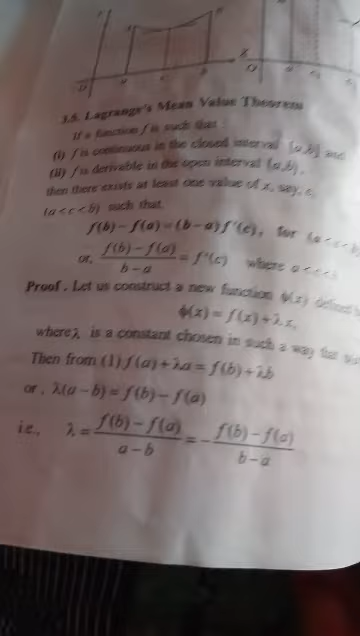 3.5. Lagrange's Mean Value Theorem
If a function f is such that :
(i) f is continuous in the closed interval [a,b] and
(ii) f is derivable in the open interval (a,b),
then there exists at least one value of x, say, c,
(a<c<b) such that,
f(b)−f(a)=(b−a)f'(c), for (a<c<b)
or, f(b)−f(a) / b−a = f'(c) where a<c<b
Proof. Let us construct a new function ϕ(x) defined
ϕ(x) = f(x)+λx,
where λ is a constant chosen in such a way that
Then from (1) f(a)+λa = f(b)+λb
or, λ(a−b)=f(b)−f(a)
i.e., λ = f(b)−f(a) / a−b = − f(b)−f(a) / b−a